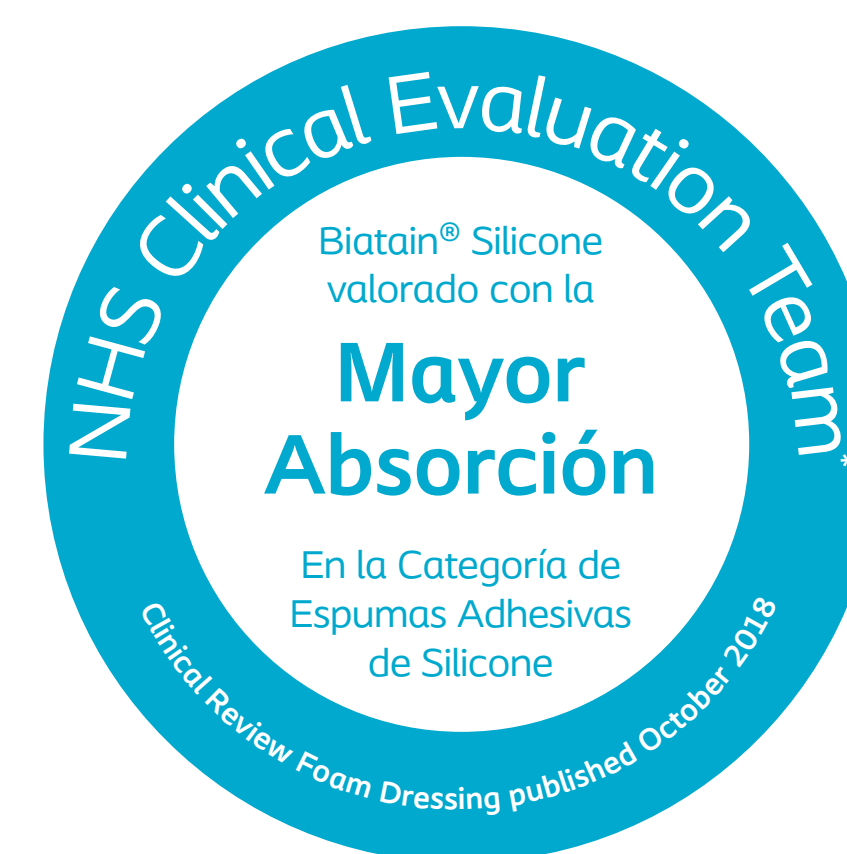 NHS Clinical Evaluation Team*
Biatain® Silicone
valorado con la
Mayor
Absorción
En la Categoría de
Espumas Adhesivas
de Silicone
Clinical Review Foam Dressing published October 2018